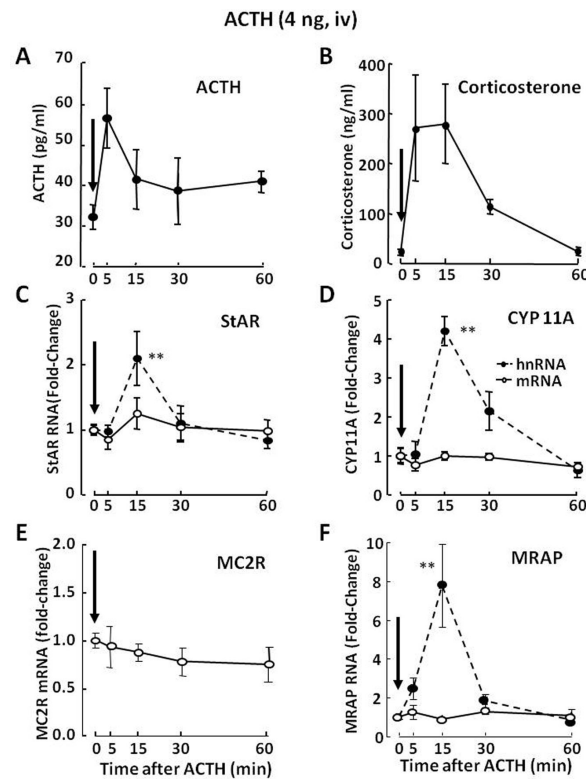 ACTH (4 ng, iv)
A
ACTH
ACTH (pg/ml)
70
60
50
40
30
20
0 5 15 30 60
B
Corticosterone
Corticosterone (ng/ml)
400
300
200
100
0
0 5 15 30 60
C
StAR
StAR RNA(Fold-Change)
3
2
1
0
**
0 5 15 30 60
D
CYP 11A
CYP11A (Fold-Change)
5
4
3
2
1
0
**
hnRNA
mRNA
0 5 15 30 60
E
MC2R
MC2R mRNA (fold-change)
2.0
1.5
1.0
0.5
0.0
0 5 15 30 60
Time after ACTH (min)
F
MRAP
MRAP RNA (Fold-Change)
10
8
6
4
2
0
**
0 5 15 30 60
Time after ACTH (min)